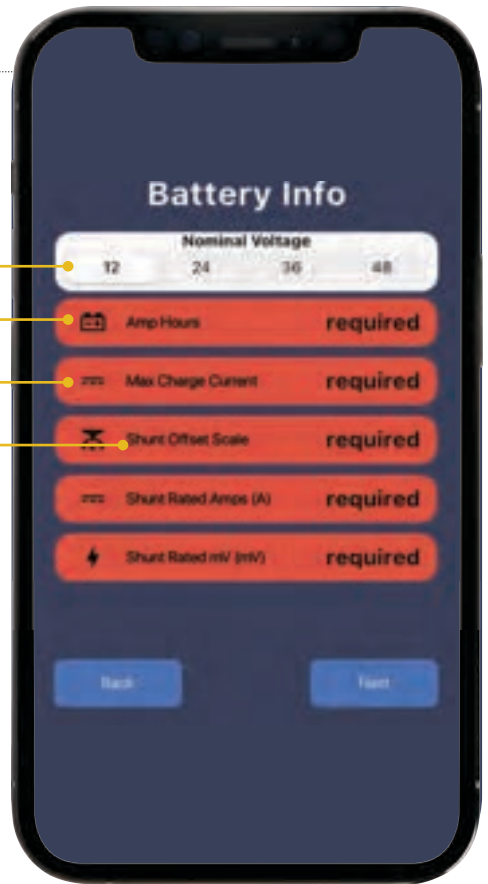 Battery Info
Nominal Voltage
12 24 36 48
Amp Hours required
Max Charge Current required
Shunt Offset Scale required
Shunt Rated Amps (A) required
Shunt Rated mV (mV) required
Back Next